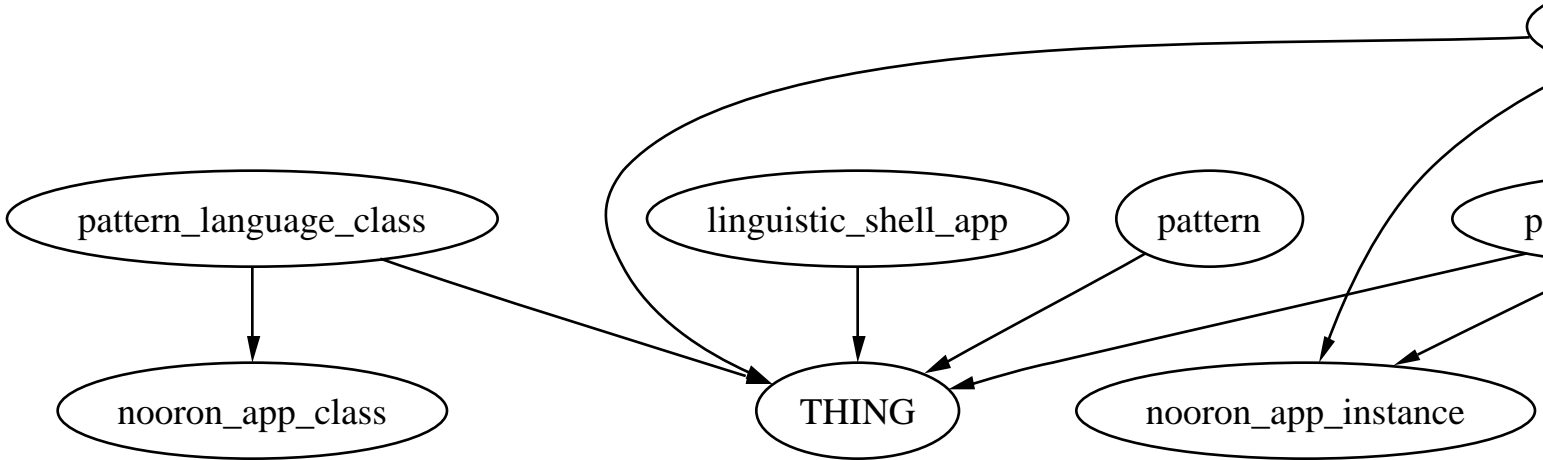 pattern_language_class
linguistic_shell_app
pattern
p
nooron_app_class
THING
nooron_app_instance